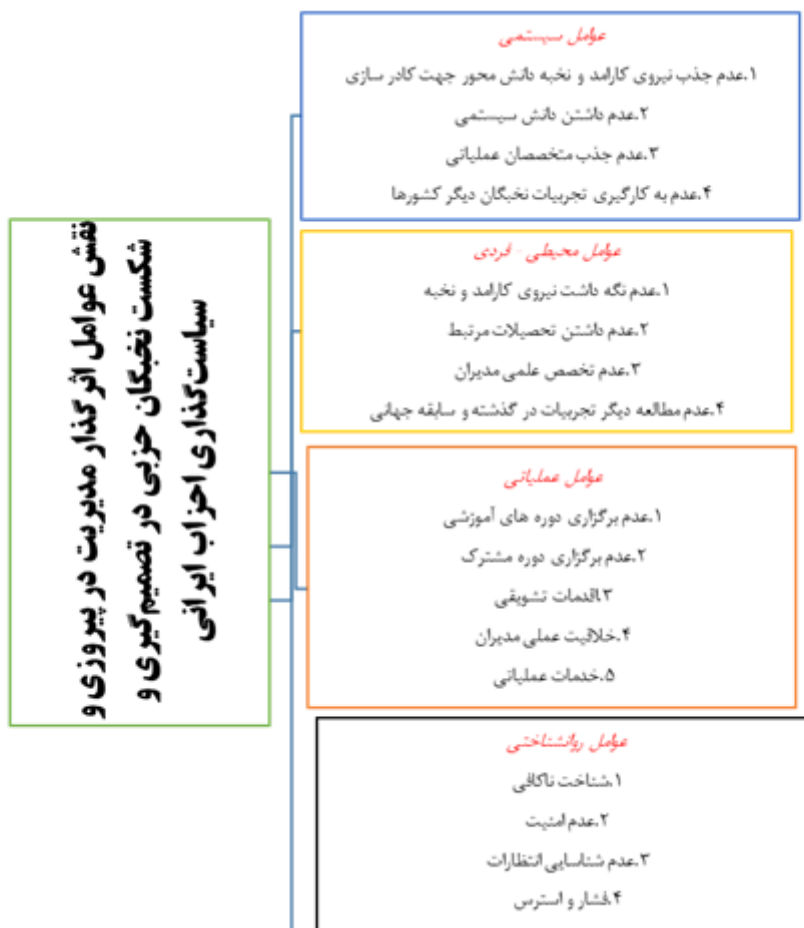 نقش عوامل اثر گذار مدیریت در پیروزی و
شکست نخبگان حزبی در تصمیم‌گیری و
سیاست‌گذاری احزاب ایرانی
عوامل سیستمی
۱.عدم جذب نیروی کارامد و نخبه دانش محور جهت کادر سازی
۲.عدم داشتن دانش سیستمی
۳.عدم جذب متخصصان عملیاتی
۴.عدم به کارگیری تجربیات نخبگان دیگر کشورها
عوامل محیطی - فردی
۱.عدم نگه داشت نیروی کارامد و نخبه
۲.عدم داشتن تحصیلات مرتبط
۳.عدم تخصص علمی مدیران
۴.عدم مطالعه دیگر تجربیات در گذشته و سابقه جهانی
عوامل عملیاتی
۱.عدم برگزاری دوره های آموزشی
۲.عدم برگزاری دوره مشترک
۳.اقدمات تشویقی
۴.خلاقیت عملی مدیران
۵.خدمات عملیاتی
عوامل روانشناختی
۱.شناخت ناکافی
۲.عدم امنیت
۳.عدم شناسایی انتظارات
۴.فشار و استرس